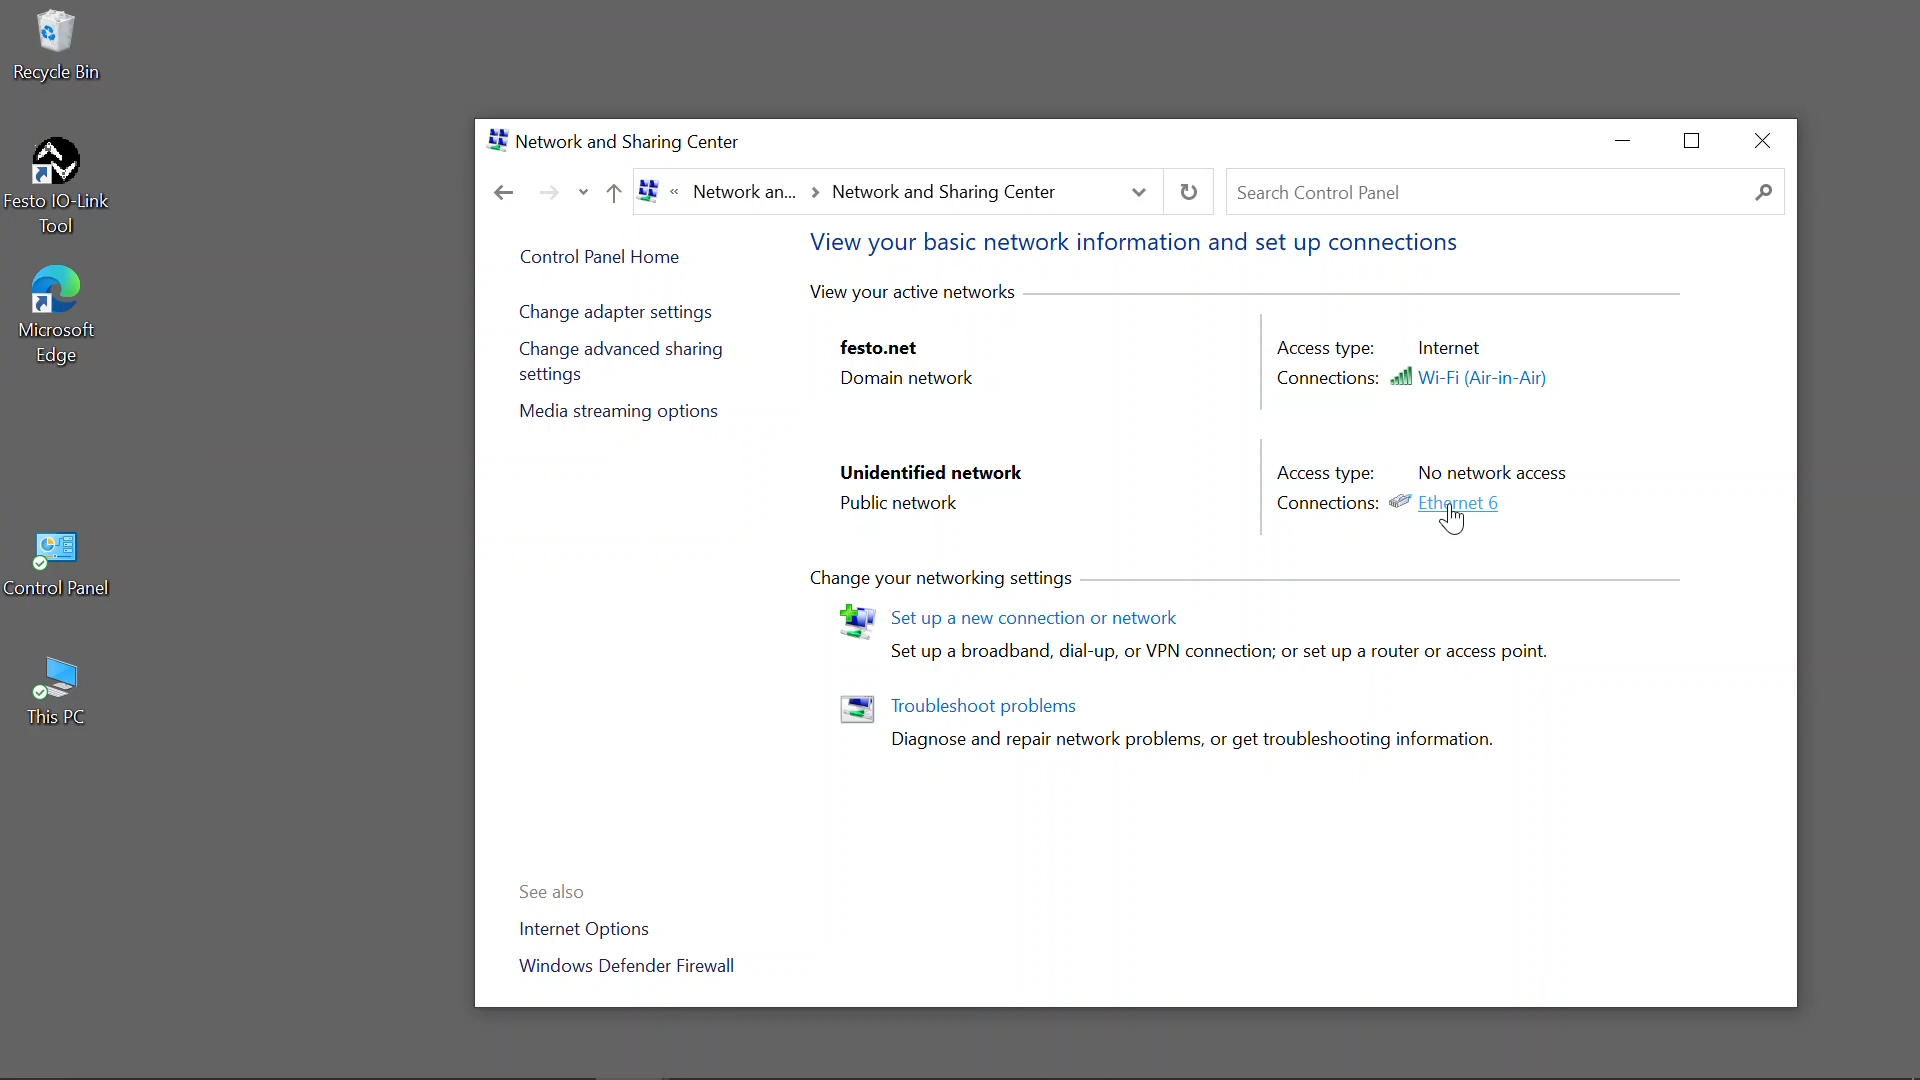 Recycle Bin
Festo IO-Link
Tool
Microsoft
Edge
Control Panel
This PC
Network and Sharing Center
« Network an... > Network and Sharing Center
Search Control Panel
Control Panel Home
Change adapter settings
Change advanced sharing
settings
Media streaming options
See also
Internet Options
Windows Defender Firewall
View your basic network information and set up connections
View your active networks
festo.net
Domain network
Access type: Internet
Connections: Wi-Fi (Air-in-Air)
Unidentified network
Public network
Access type: No network access
Connections: Ethernet 6
Change your networking settings
Set up a new connection or network
Set up a broadband, dial-up, or VPN connection; or set up a router or access point.
Troubleshoot problems
Diagnose and repair network problems, or get troubleshooting information.